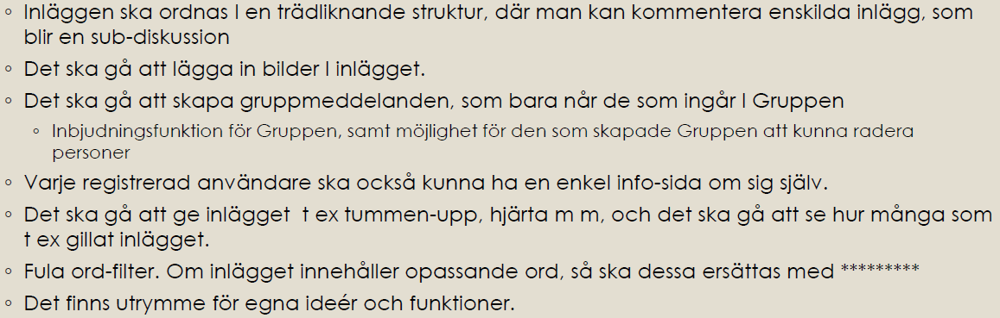 ◦ Inläggen ska ordnas I en trädliknande struktur, där man kan kommentera enskilda inlägg, som
blir en sub-diskussion
◦ Det ska gå att lägga in bilder I inlägget.
◦ Det ska gå att skapa gruppmeddelanden, som bara når de som ingår I Gruppen
◦ Inbjudningsfunktion för Gruppen, samt möjlighet för den som skapade Gruppen att kunna radera
personer
◦ Varje registrerad användare ska också kunna ha en enkel info-sida om sig själv.
◦ Det ska gå att ge inlägget  t ex tummen-upp, hjärta m m, och det ska gå att se hur många som
t ex gillat inlägget.
◦ Fula ord-filter. Om inlägget innehåller opassande ord, så ska dessa ersättas med *********
◦ Det finns utrymme för egna ideér och funktioner.